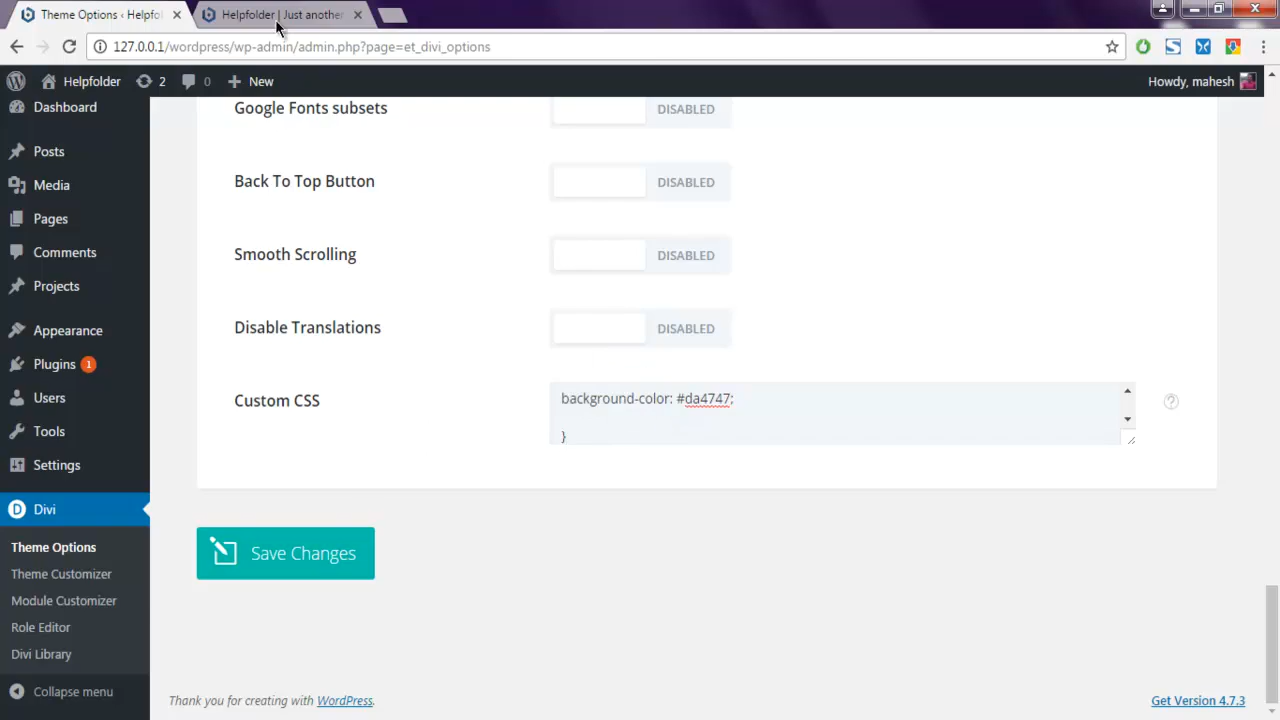 Theme Options ‹ Helpfol
Helpfolder | Just another
127.0.0.1/wordpress/wp-admin/admin.php?page=et_divi_options
Helpfolder 2 0 New
Howdy, mahesh
Dashboard
Posts
Media
Pages
Comments
Projects
Appearance
Plugins 1
Users
Tools
Settings
Divi
Theme Options
Theme Customizer
Module Customizer
Role Editor
Divi Library
Collapse menu
Google Fonts subsets DISABLED
Back To Top Button DISABLED
Smooth Scrolling DISABLED
Disable Translations DISABLED
Custom CSS
background-color: #da4747;
}
Save Changes
Thank you for creating with WordPress.
Get Version 4.7.3